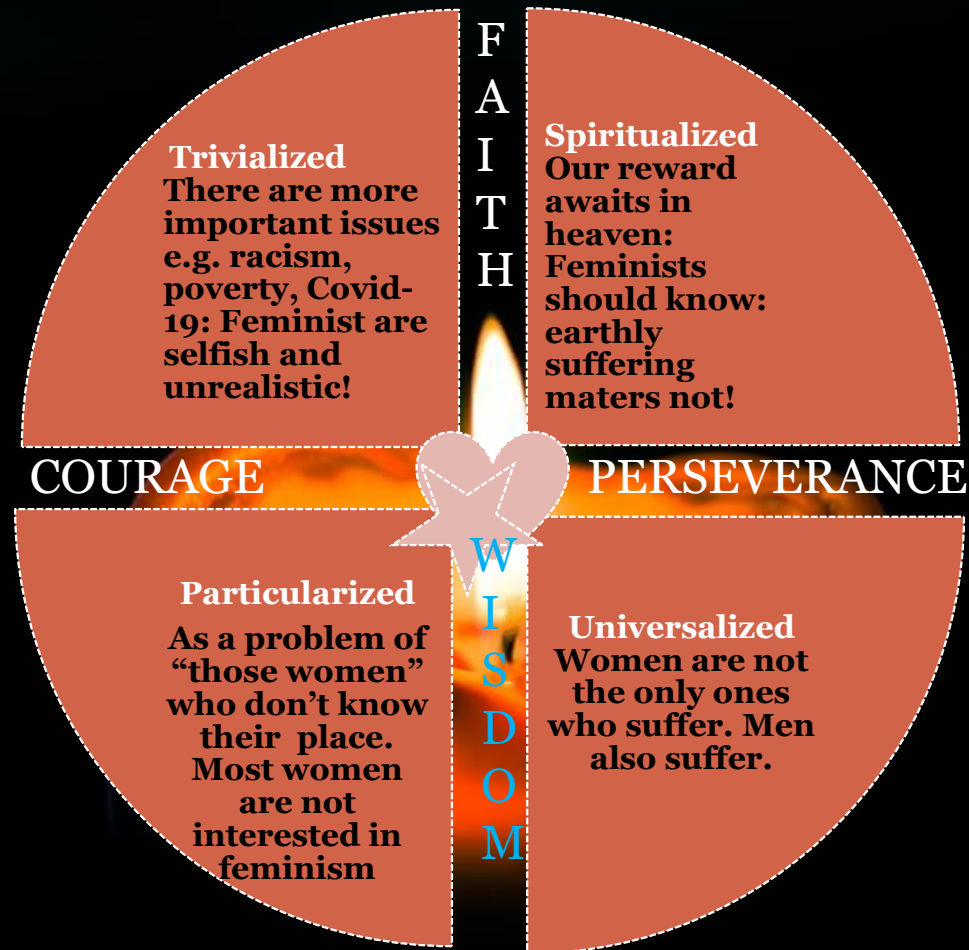 F
A
I
T
H
Trivialized
There are more
important issues
e.g. racism,
poverty, Covid-
19: Feminist are
selfish and
unrealistic!
Spiritualized
Our reward
awaits in
heaven:
Feminists
should know:
earthly
suffering
maters not!
COURAGE
PERSEVERANCE
Particularized
As a problem of
“those women”
who don’t know
their place.
Most women
are not
interested in
feminism
W
I
S
D
O
M
Universalized
Women are not
the only ones
who suffer. Men
also suffer.